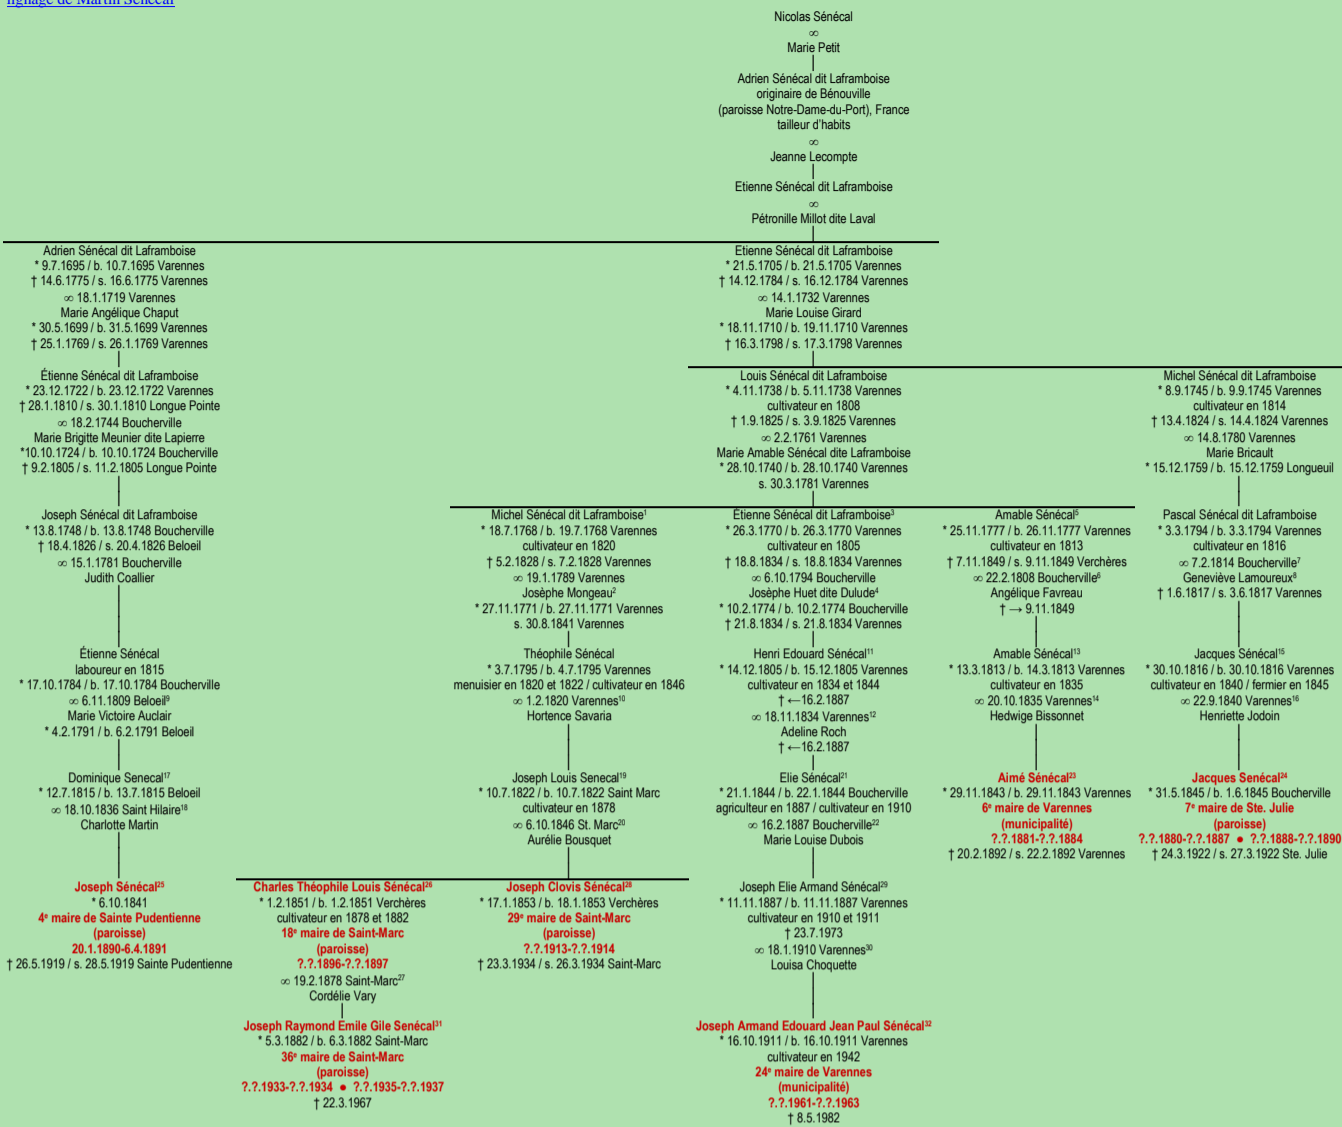 lignage de Martin Sénécal
Nicolas Sénécal
∞
Marie Petit
Adrien Sénécal dit Laframboise
originaire de Bénouville
(paroisse Notre-Dame-du-Port), France
tailleur d'habits
∞
Jeanne Lecompte
Etienne Sénécal dit Laframboise
∞
Pétronille Millot dite Laval
Adrien Sénécal dit Laframboise
* 9.7.1695 / b. 10.7.1695 Varennes
† 14.6.1775 / s. 16.6.1775 Varennes
∞ 18.1.1719 Varennes
Marie Angélique Chaput
* 30.5.1699 / b. 31.5.1699 Varennes
† 25.1.1769 / s. 26.1.1769 Varennes
Etienne Sénécal dit Laframboise
* 21.5.1705 / b. 21.5.1705 Varennes
† 14.12.1784 / s. 16.12.1784 Varennes
∞ 14.1.1732 Varennes
Marie Louise Girard
* 18.11.1710 / b. 19.11.1710 Varennes
† 16.3.1798 / s. 17.3.1798 Varennes
Étienne Sénécal dit Laframboise
* 23.12.1722 / b. 23.12.1722 Varennes
† 28.1.1810 / s. 30.1.1810 Longue Pointe
∞ 18.2.1744 Boucherville
Marie Brigitte Meunier dite Lapierre
*10.10.1724 / b. 10.10.1724 Boucherville
† 9.2.1805 / s. 11.2.1805 Longue Pointe
Louis Sénécal dit Laframboise
* 4.11.1738 / b. 5.11.1738 Varennes
cultivateur en 1808
† 1.9.1825 / s. 3.9.1825 Varennes
∞ 2.2.1761 Varennes
Marie Amable Sénécal dite Laframboise
* 28.10.1740 / b. 28.10.1740 Varennes
s. 30.3.1781 Varennes
Michel Sénécal dit Laframboise
* 8.9.1745 / b. 9.9.1745 Varennes
cultivateur en 1814
† 13.4.1824 / s. 14.4.1824 Varennes
∞ 14.8.1780 Varennes
Marie Bricault
* 15.12.1759 / b. 15.12.1759 Longueuil
Joseph Sénécal dit Laframboise
* 13.8.1748 / b. 13.8.1748 Boucherville
† 18.4.1826 / s. 20.4.1826 Beloeil
∞ 15.1.1781 Boucherville
Judith Coallier
Michel Sénécal dit Laframboise¹
* 18.7.1768 / b. 19.7.1768 Varennes
cultivateur en 1820
† 5.2.1828 / s. 7.2.1828 Varennes
∞ 19.1.1789 Varennes
Josèphe Mongeau²
* 27.11.1771 / b. 27.11.1771 Varennes
s. 30.8.1841 Varennes
Étienne Sénécal dit Laframboise³
* 26.3.1770 / b. 26.3.1770 Varennes
cultivateur en 1805
† 18.8.1834 / s. 18.8.1834 Varennes
∞ 6.10.1794 Boucherville
Josèphe Huet dite Dulude⁴
* 10.2.1774 / b. 10.2.1774 Boucherville
† 21.8.1834 / s. 21.8.1834 Varennes
Amable Sénécal⁵
* 25.11.1777 / b. 26.11.1777 Varennes
cultivateur en 1813
† 7.11.1849 / s. 9.11.1849 Verchères
∞ 22.2.1808 Boucherville⁶
Angélique Favreau
† → 9.11.1849
Pascal Sénécal dit Laframboise
* 3.3.1794 / b. 3.3.1794 Varennes
cultivateur en 1816
∞ 7.2.1814 Boucherville⁷
Geneviève Lamoureux⁸
† 1.6.1817 / s. 3.6.1817 Varennes
Étienne Sénécal
laboureur en 1815
* 17.10.1784 / b. 17.10.1784 Boucherville
∞ 6.11.1809 Beloeil⁹
Marie Victoire Auclair
* 4.2.1791 / b. 6.2.1791 Beloeil
Théophile Sénécal
* 3.7.1795 / b. 4.7.1795 Varennes
menuisier en 1820 et 1822 / cultivateur en 1846
∞ 1.2.1820 Varennes¹⁰
Hortence Savaria
Henri Edouard Sénécal¹¹
* 14.12.1805 / b. 15.12.1805 Varennes
cultivateur en 1834 et 1844
† ←16.2.1887
∞ 18.11.1834 Varennes¹²
Adeline Roch
† ←16.2.1887
Amable Sénécal¹³
* 13.3.1813 / b. 14.3.1813 Varennes
cultivateur en 1835
∞ 20.10.1835 Varennes¹⁴
Hedwige Bissonnet
Jacques Sénécal¹⁵
* 30.10.1816 / b. 30.10.1816 Varennes
cultivateur en 1840 / fermier en 1845
∞ 22.9.1840 Varennes¹⁶
Henriette Jodoin
Dominique Senecal¹⁷
* 12.7.1815 / b. 13.7.1815 Beloeil
∞ 18.10.1836 Saint Hilaire¹⁸
Charlotte Martin
Joseph Louis Senecal¹⁹
* 10.7.1822 / b. 10.7.1822 Saint Marc
cultivateur en 1878
∞ 6.10.1846 St. Marc²⁰
Aurélie Bousquet
Elie Sénécal²¹
* 21.1.1844 / b. 22.1.1844 Boucherville
agriculteur en 1887 / cultivateur en 1910
∞ 16.2.1887 Boucherville²²
Marie Louise Dubois
Aimé Sénécal²³
* 29.11.1843 / b. 29.11.1843 Varennes
6ᵉ maire de Varennes
(municipalité)
?.?.1881-?.?.1884
† 20.2.1892 / s. 22.2.1892 Varennes
Jacques Senécal²⁴
* 31.5.1845 / b. 1.6.1845 Boucherville
7ᵉ maire de Ste. Julie
(paroisse)
?.?.1880-?.?.1887 ● ?.?.1888-?.?.1890
† 24.3.1922 / s. 27.3.1922 Ste. Julie
Joseph Sénécal²⁵
* 6.10.1841
4ᵉ maire de Sainte Pudentienne
(paroisse)
20.1.1890-6.4.1891
† 26.5.1919 / s. 28.5.1919 Sainte Pudentienne
Charles Théophile Louis Sénécal²⁶
* 1.2.1851 / b. 1.2.1851 Verchères
cultivateur en 1878 et 1882
18ᵉ maire de Saint-Marc
(paroisse)
?.?.1896-?.?.1897
∞ 19.2.1878 Saint-Marc²⁷
Cordélie Vary
Joseph Clovis Sénécal²⁸
* 17.1.1853 / b. 18.1.1853 Verchères
29ᵉ maire de Saint-Marc
(paroisse)
?.?.1913-?.?.1914
† 23.3.1934 / s. 26.3.1934 Saint-Marc
Joseph Elie Armand Sénécal²⁹
* 11.11.1887 / b. 11.11.1887 Varennes
cultivateur en 1910 et 1911
† 23.7.1973
∞ 18.1.1910 Varennes³⁰
Louisa Choquette
Joseph Raymond Emile Gile Senécal³¹
* 5.3.1882 / b. 6.3.1882 Saint-Marc
36ᵉ maire de Saint-Marc
(paroisse)
?.?.1933-?.?.1934 ● ?.?.1935-?.?.1937
† 22.3.1967
Joseph Armand Edouard Jean Paul Sénécal³²
* 16.10.1911 / b. 16.10.1911 Varennes
cultivateur en 1942
24ᵉ maire de Varennes
(municipalité)
?.?.1961-?.?.1963
† 8.5.1982